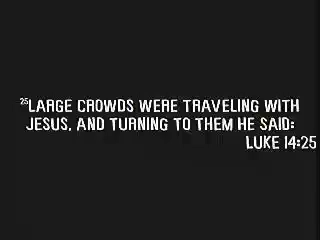 ²⁵LARGE CROWDS WERE TRAVELING WITH
JESUS, AND TURNING TO THEM HE SAID:
LUKE 14:25